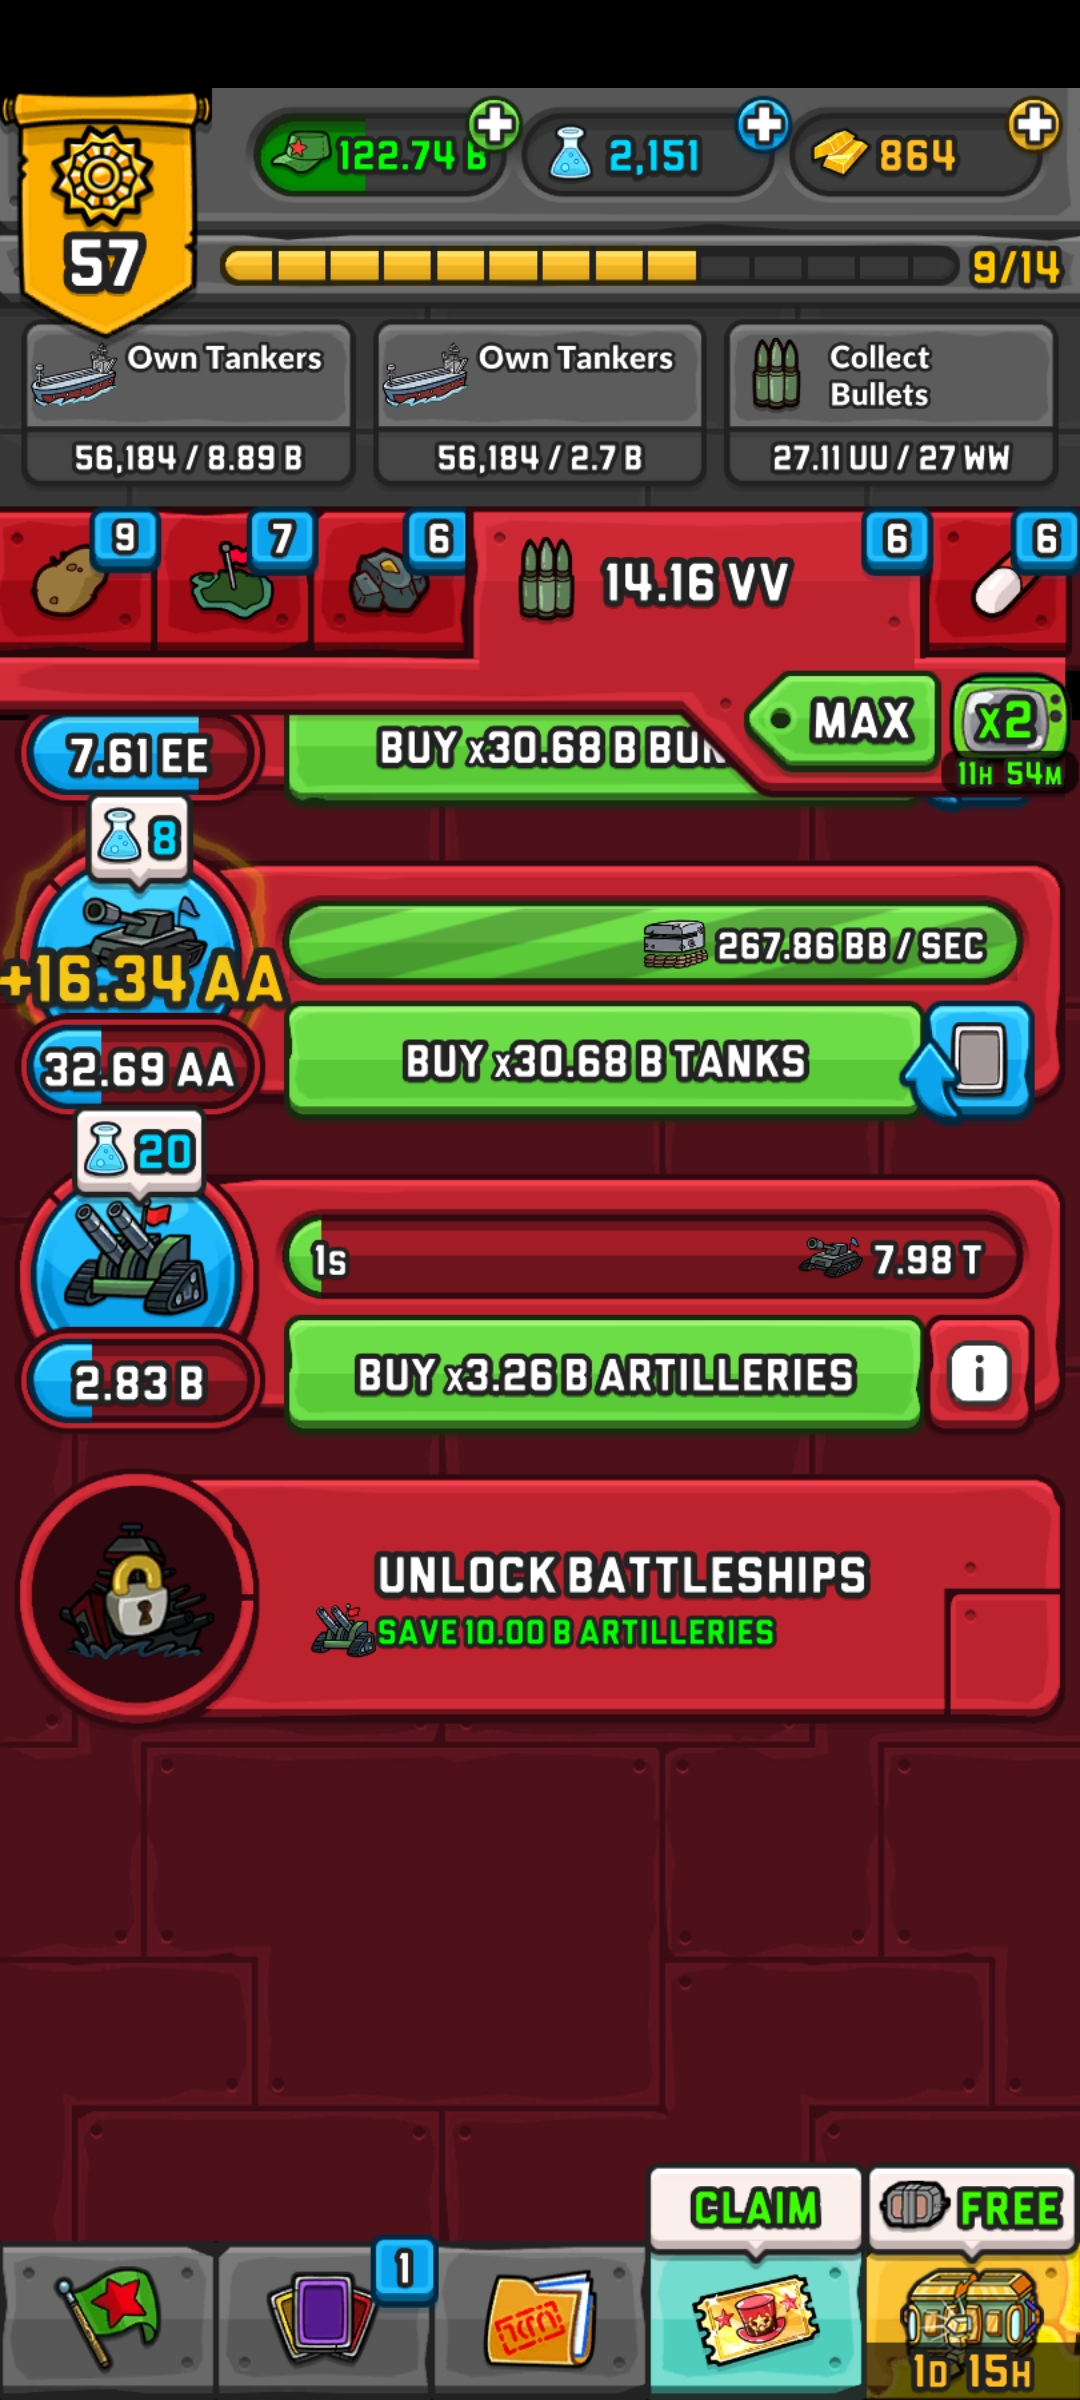 57
122.74 B
2,151
864
9/14
Own Tankers
56,184 / 8.89 B
Own Tankers
56,184 / 2.7 B
Collect
Bullets
27.11 UU / 27 WW
9
7
6
14.16 VV
6
6
MAX
x2
11H 54M
7.61 EE
BUY x30.68 B BUN
8
+16.34 AA
267.86 BB / SEC
32.69 AA
BUY x30.68 B TANKS
20
1s
7.98 T
2.83 B
BUY x3.26 B ARTILLERIES
i
UNLOCK BATTLESHIPS
SAVE 10.00 B ARTILLERIES
CLAIM
FREE
1
1D 15H